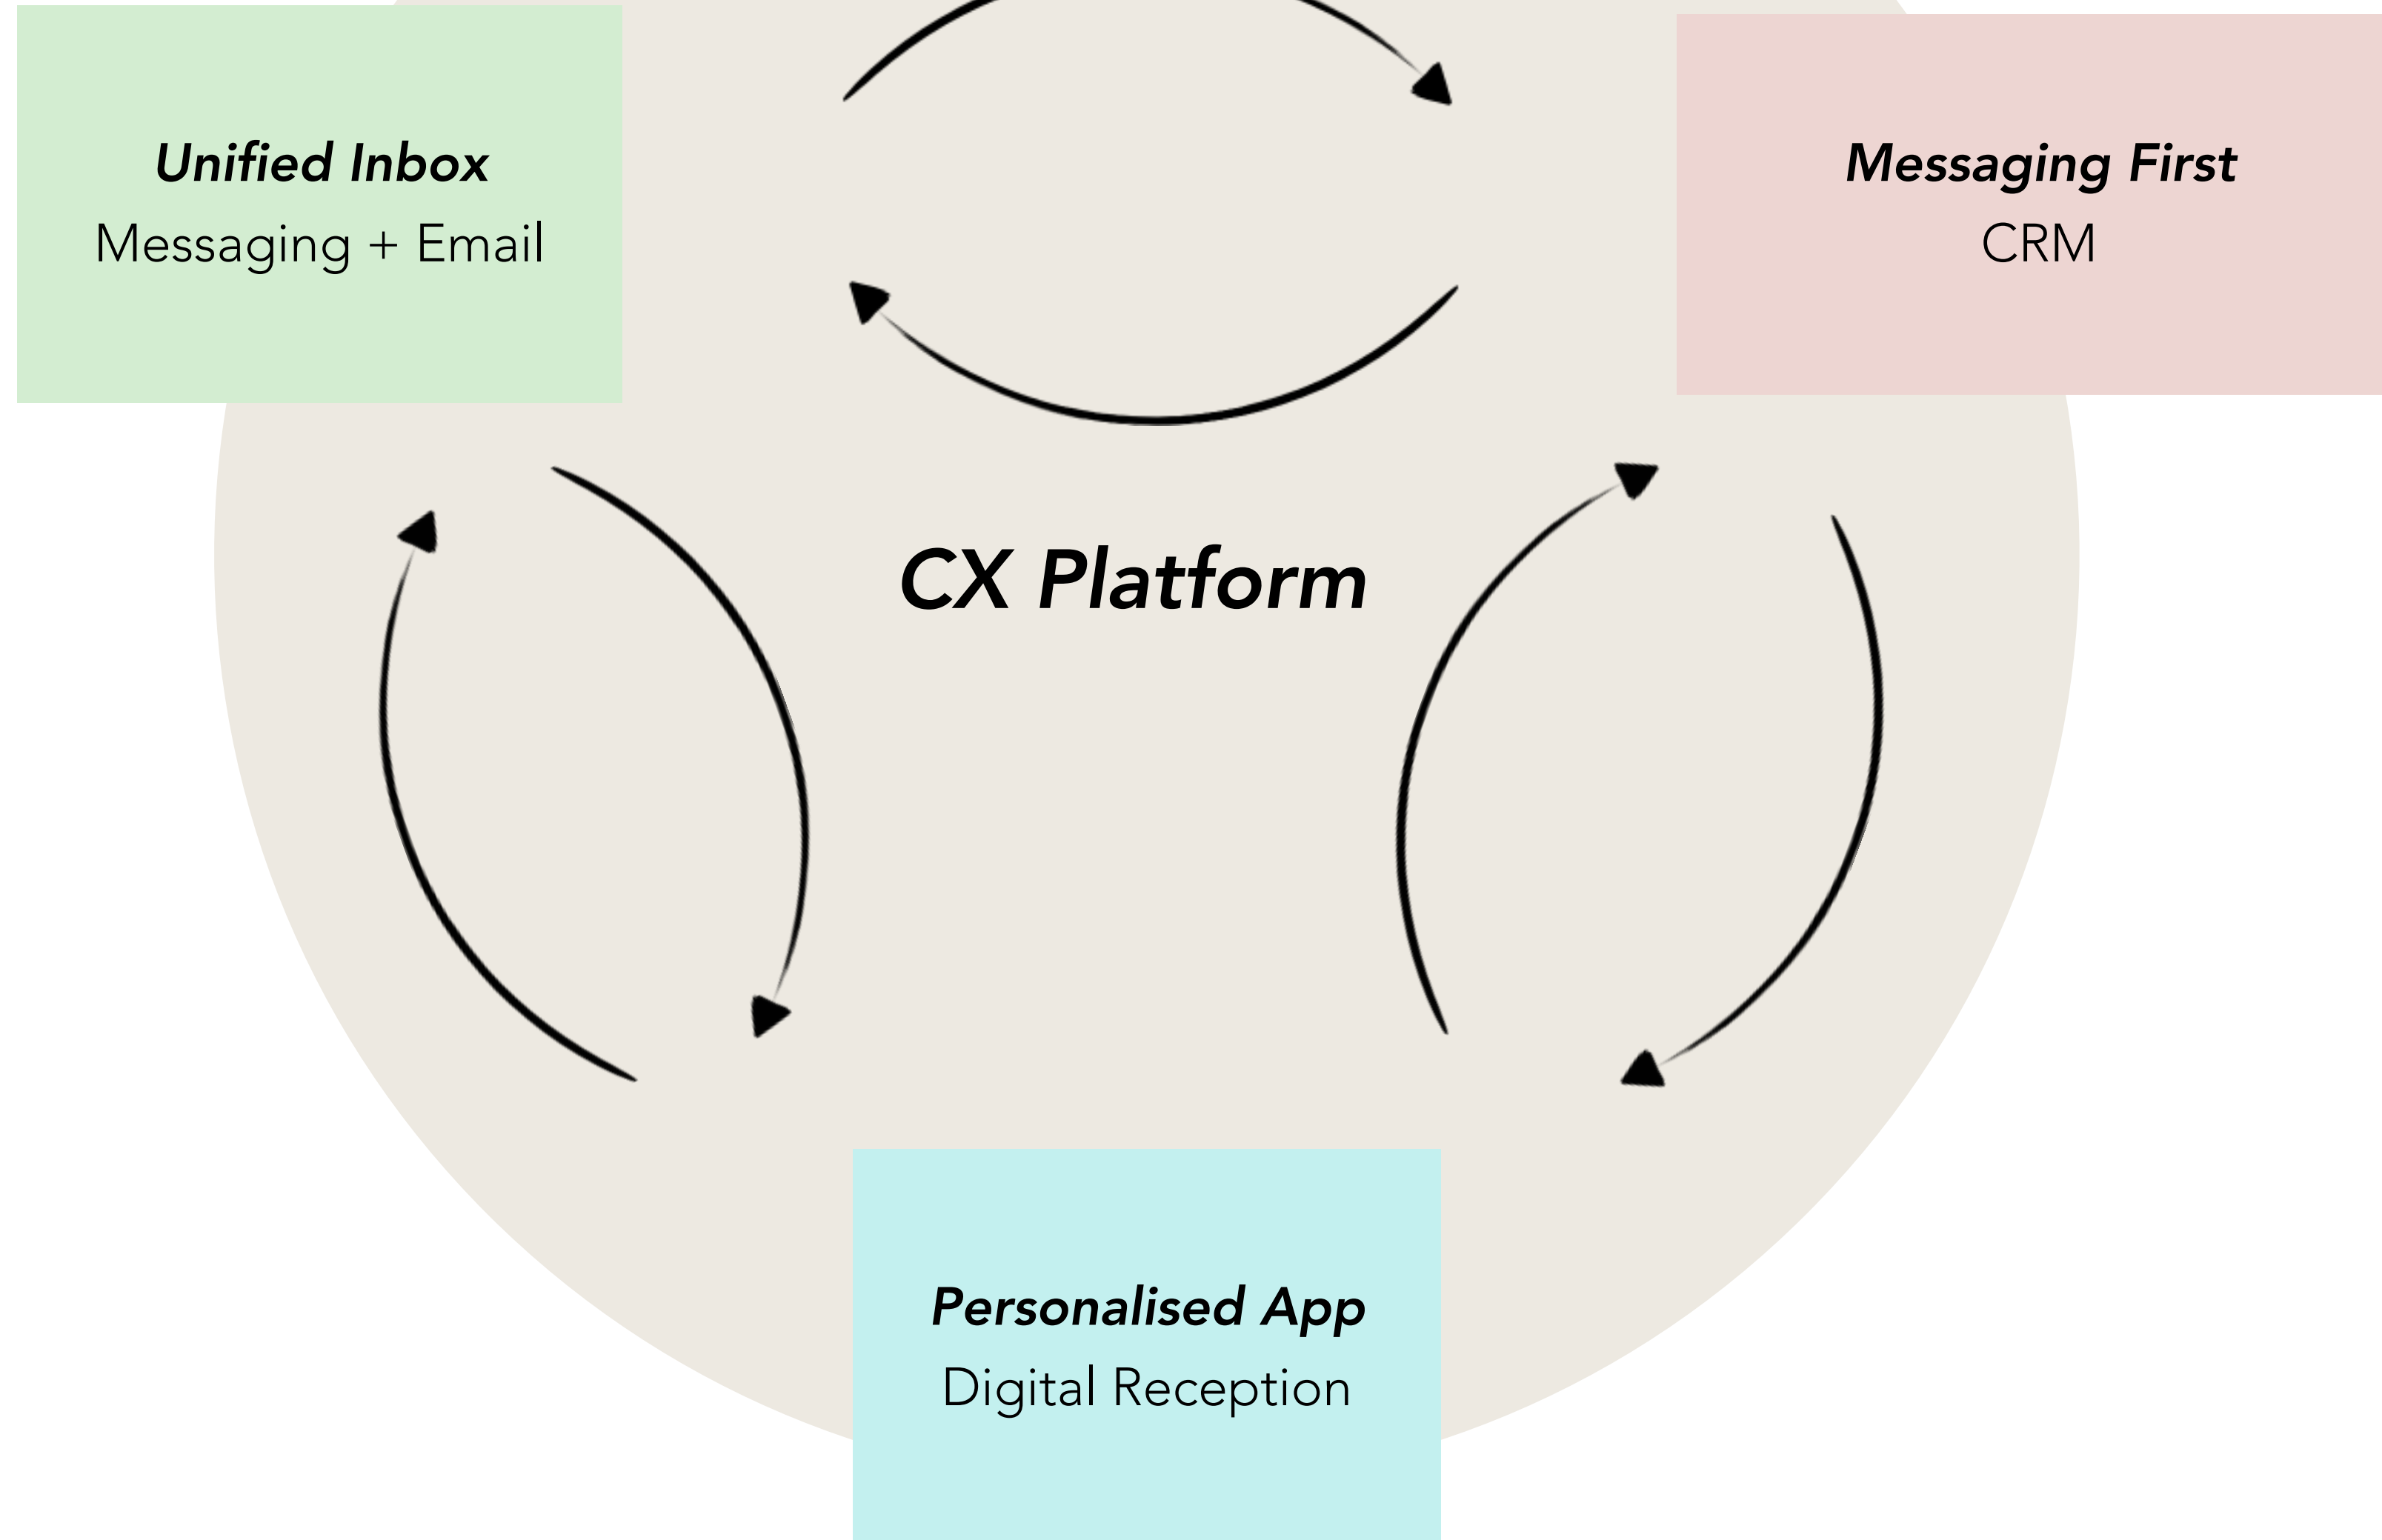 Unified Inbox
Messaging + Email
Messaging First
CRM
CX Platform
Personalised App
Digital Reception